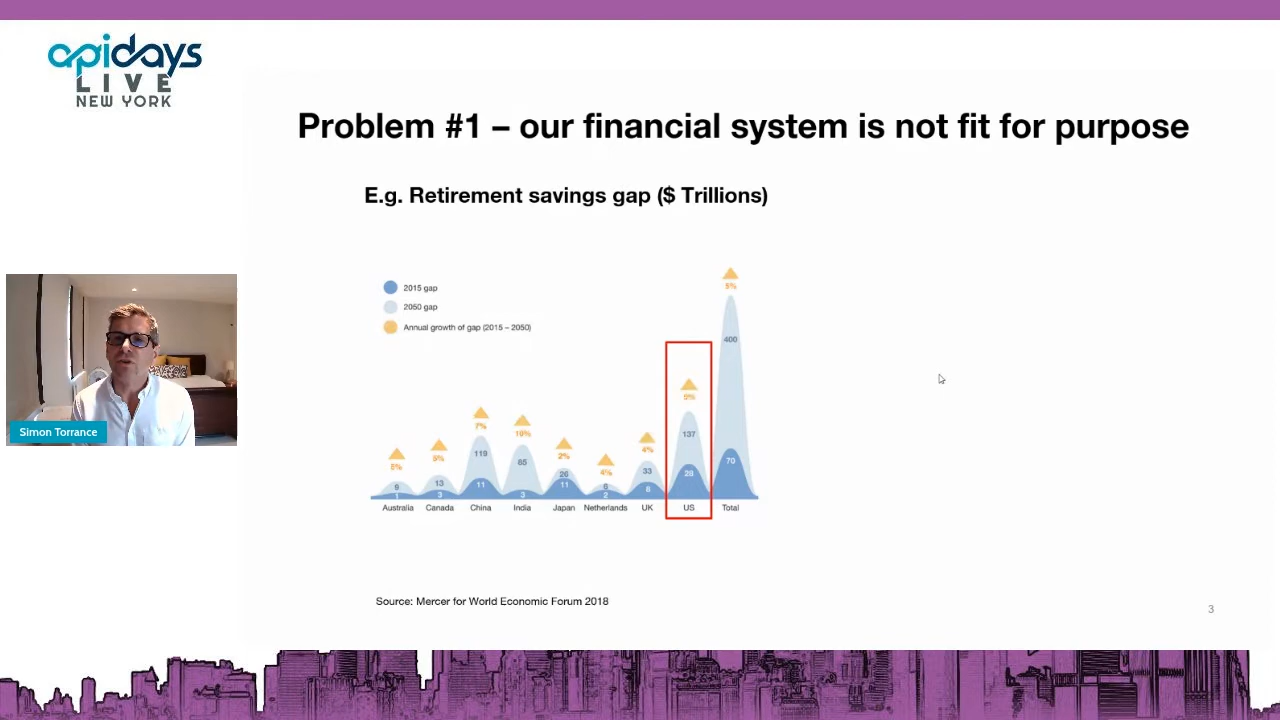 apidays
LIVE
NEW YORK
Problem #1 – our financial system is not fit for purpose
E.g. Retirement savings gap ($ Trillions)
2015 gap
2050 gap
Annual growth of gap (2015 – 2050)
5%
400
9%
7%
10%
137
5%
2%
4%
119
5%
65
4%
33
70
26
28
13
11
11
9
6
8
1
3
3
2
Australia Canada China India Japan Netherlands UK US Total
Simon Torrance
Source: Mercer for World Economic Forum 2018
3